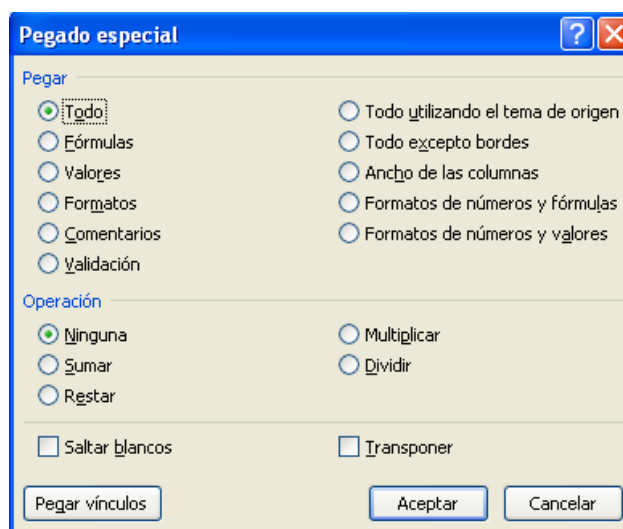 Pegado especial
Pegar
Todo
Todo utilizando el tema de origen
Fórmulas
Todo excepto bordes
Valores
Ancho de las columnas
Formatos
Formatos de números y fórmulas
Comentarios
Formatos de números y valores
Validación
Operación
Ninguna
Multiplicar
Sumar
Dividir
Restar
Saltar blancos
Transponer
Pegar vínculos
Aceptar
Cancelar